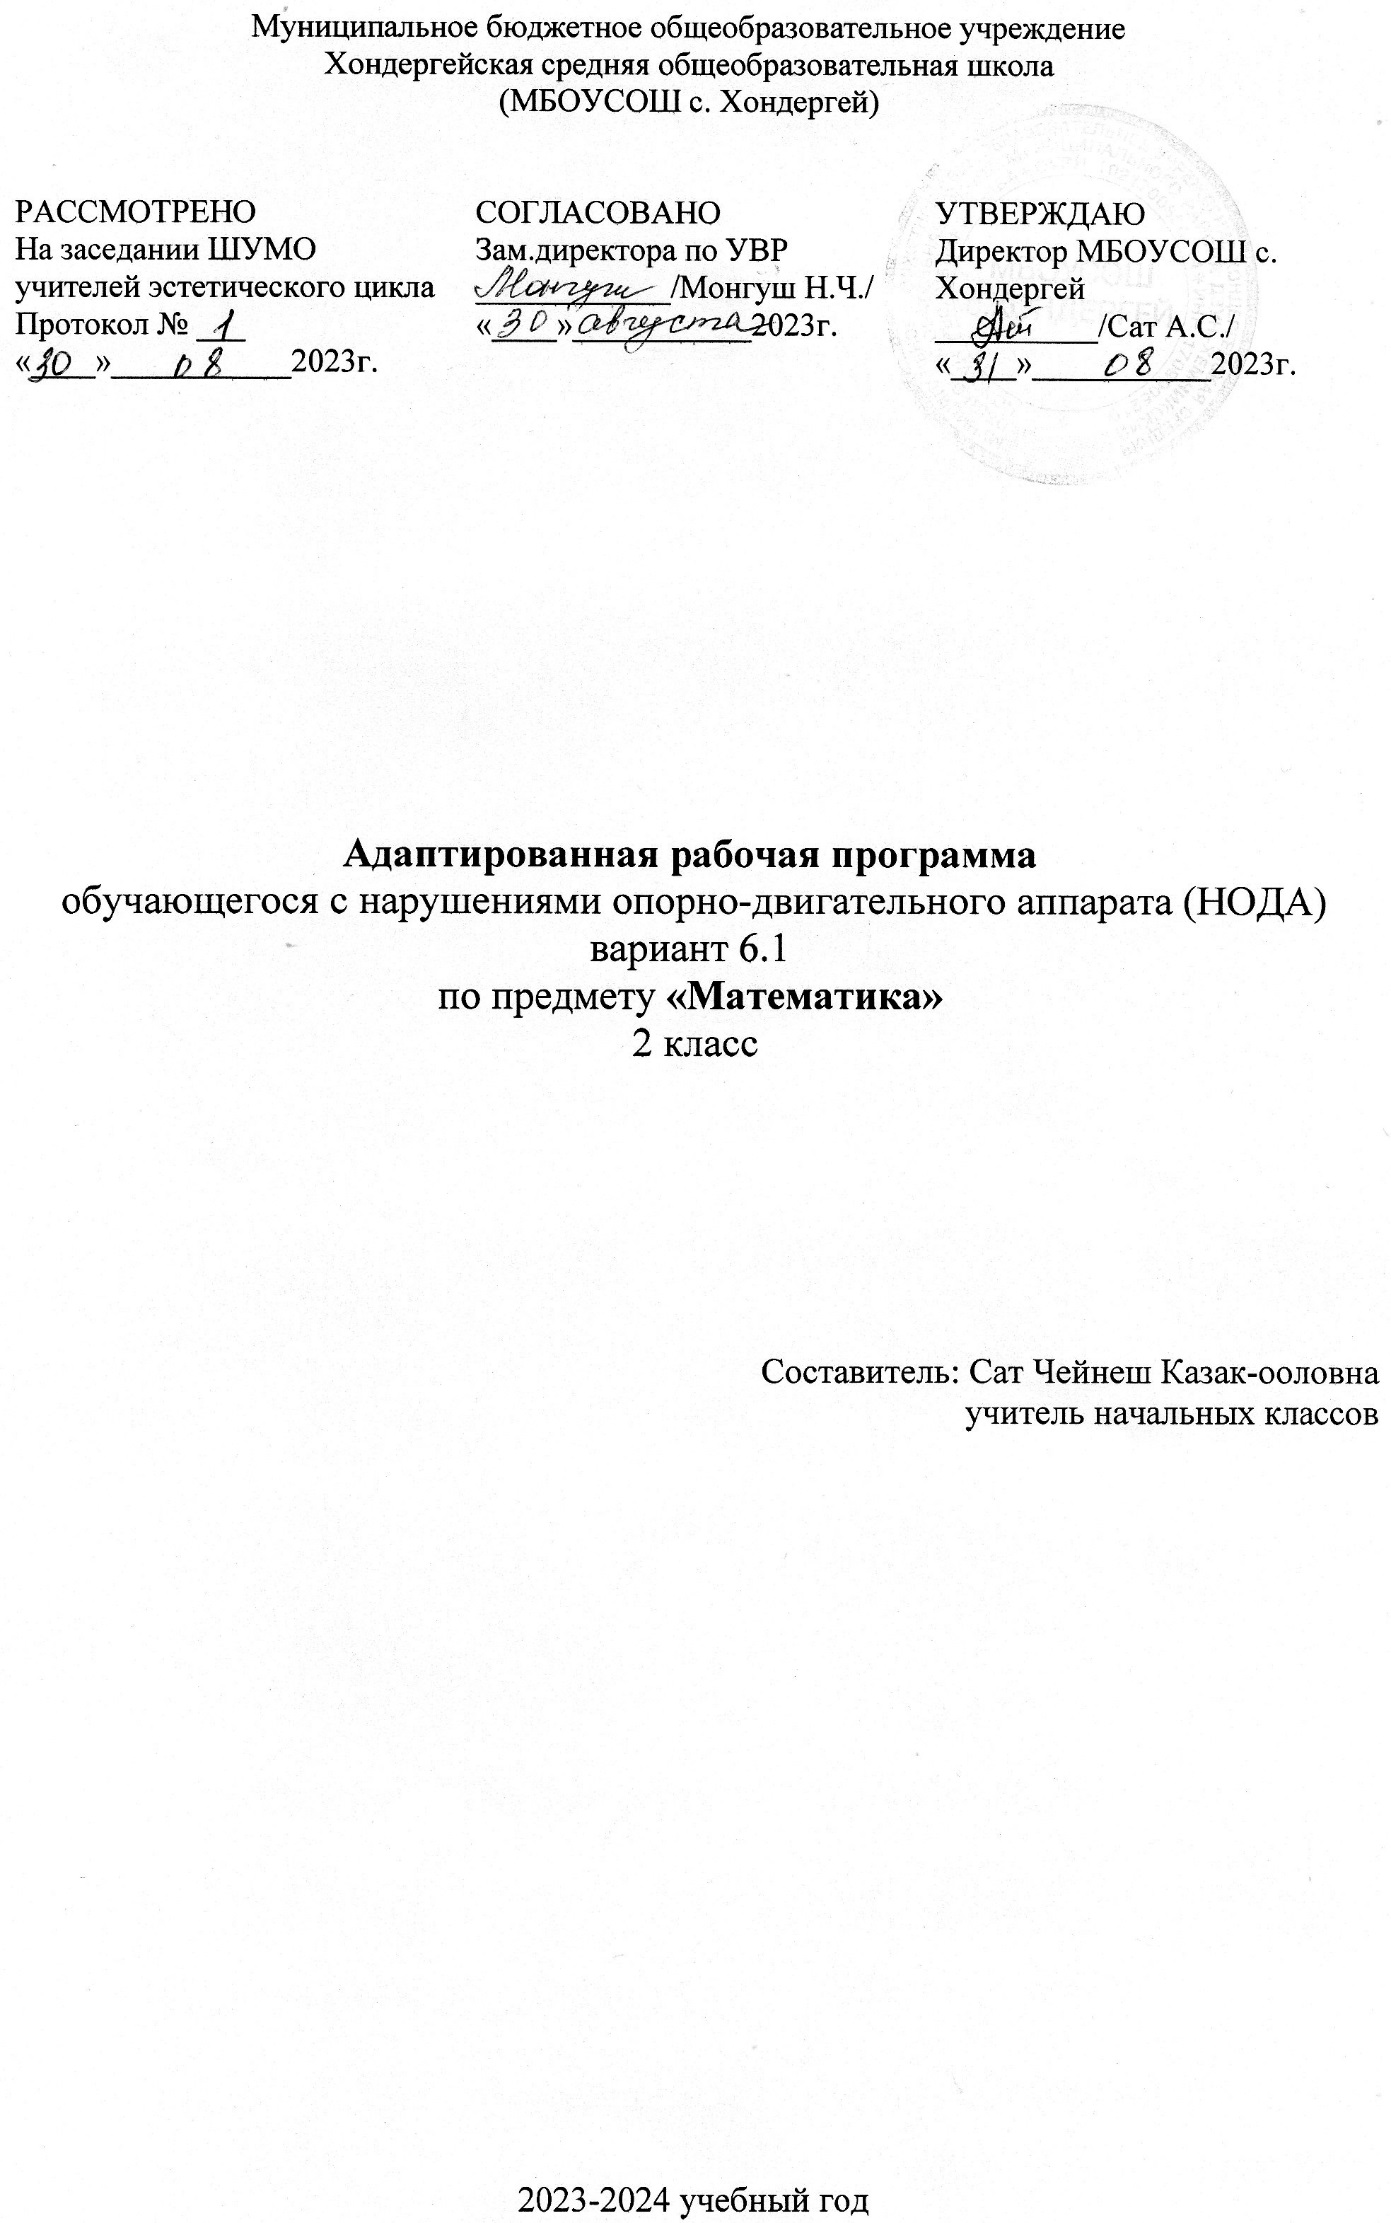 Муниципальное бюджетное общеобразовательное учреждение
Хондергейская средняя общеобразовательная школа
(МБОУСОШ с. Хондергей)
РАССМОТРЕНО
На заседании ШУМО
учителей эстетического цикла
Протокол № 1
«30» 08 2023г.
СОГЛАСОВАНО
Зам.директора по УВР
Монгуш /Монгуш Н.Ч./
«30» августа 2023г.
УТВЕРЖДАЮ
Директор МБОУСОШ с.
Хондергей
/Сат А.С./
«31» 08 2023г.
Адаптированная рабочая программа
обучающегося с нарушениями опорно-двигательного аппарата (НОДА)
вариант 6.1
по предмету «Математика»
2 класс
Составитель: Сат Чейнеш Казак-ооловна
учитель начальных классов
2023-2024 учебный год